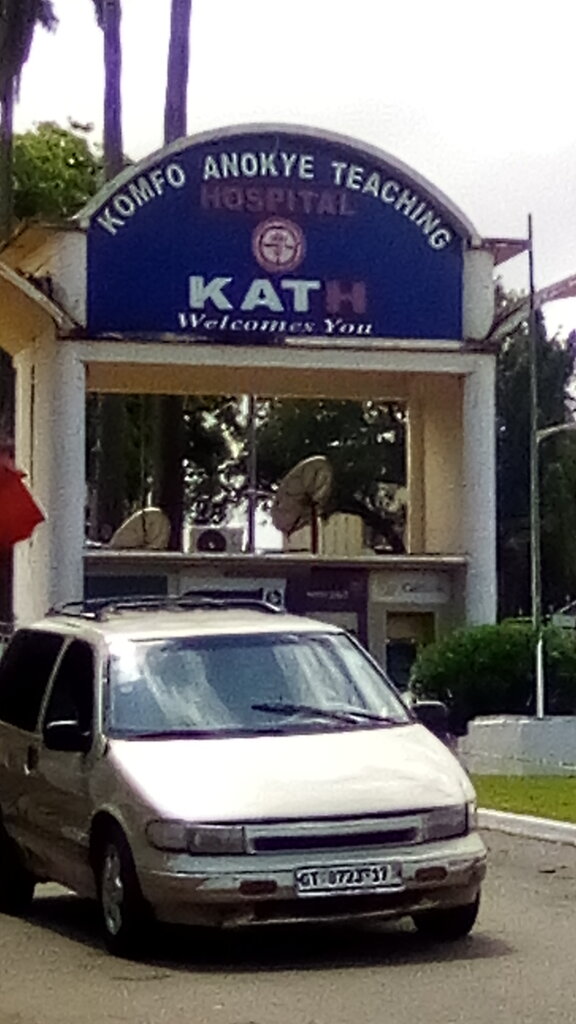 KOMFO ANOKYE TEACHING
HOSPITAL
KATH
Welcomes You